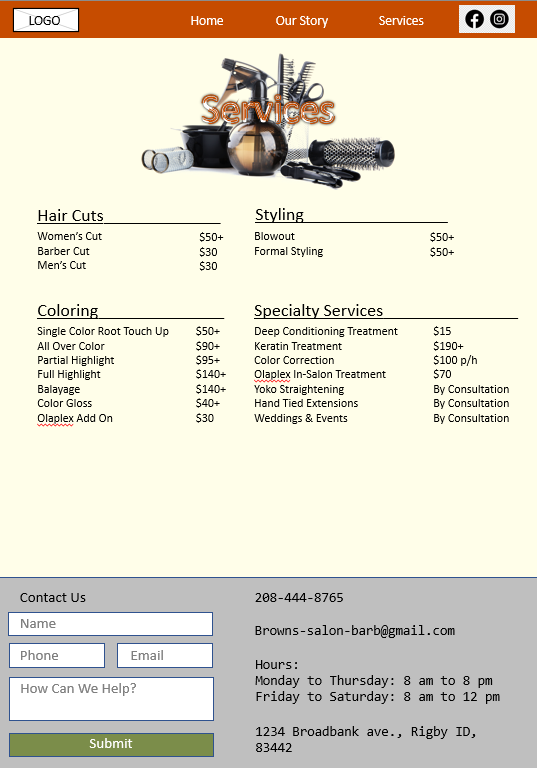 LOGO
Home
Our Story
Services
Services
Hair Cuts
Women’s Cut $50+
Barber Cut $30
Men’s Cut $30
Styling
Blowout $50+
Formal Styling $50+
Coloring
Single Color Root Touch Up $50+
All Over Color $90+
Partial Highlight $95+
Full Highlight $140+
Balayage $140+
Color Gloss $40+
Olaplex Add On $30
Specialty Services
Deep Conditioning Treatment $15
Keratin Treatment $190+
Color Correction $100 p/h
Olaplex In-Salon Treatment $70
Yoko Straightening By Consultation
Hand Tied Extensions By Consultation
Weddings & Events By Consultation
Contact Us
Name
Phone
Email
How Can We Help?
Submit
208-444-8765
Browns-salon-barb@gmail.com
Hours:
Monday to Thursday: 8 am to 8 pm
Friday to Saturday: 8 am to 12 pm
1234 Broadbank ave., Rigby ID,
83442